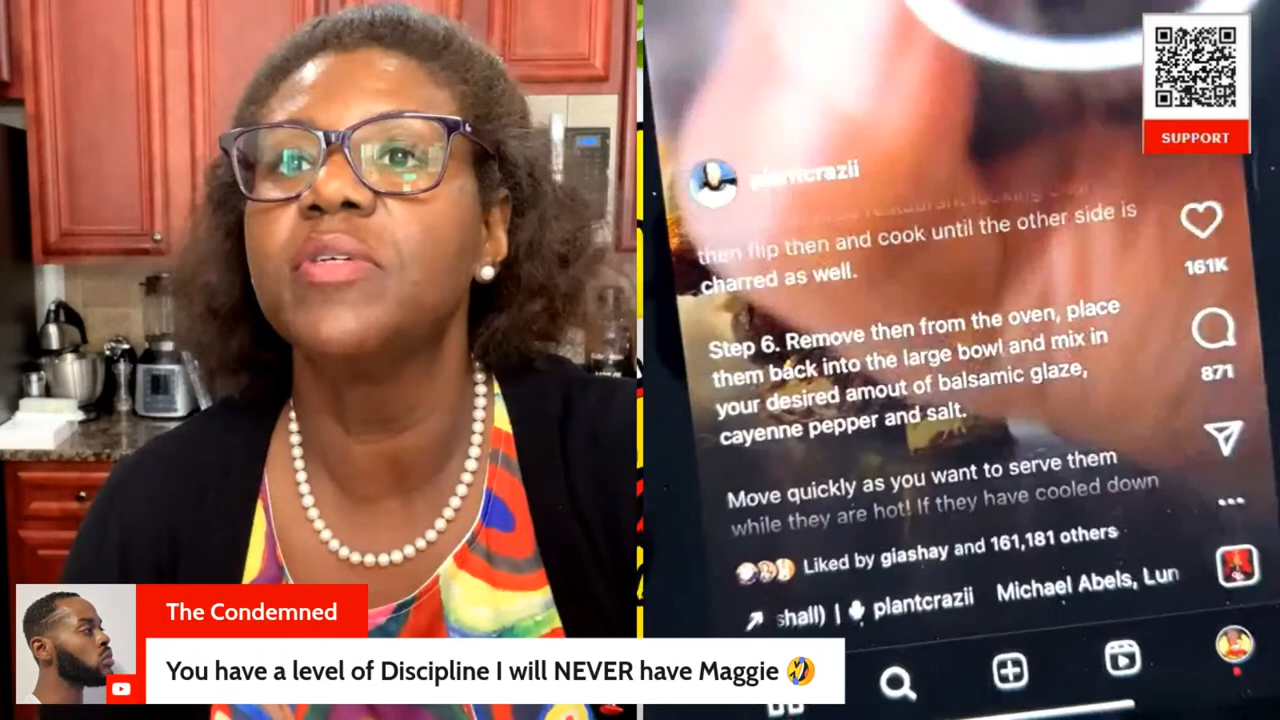 SUPPORT
plantcrazii
then flip then and cook until the other side is
charred as well.
161K
Step 6. Remove then from the oven, place
them back into the large bowl and mix in
your desired amout of balsamic glaze,
cayenne pepper and salt.
871
Move quickly as you want to serve them
while they are hot! If they have cooled down
Liked by giashay and 161,181 others
shall) | plantcrazii Michael Abels, Lun
The Condemned
You have a level of Discipline I will NEVER have Maggie 🤣